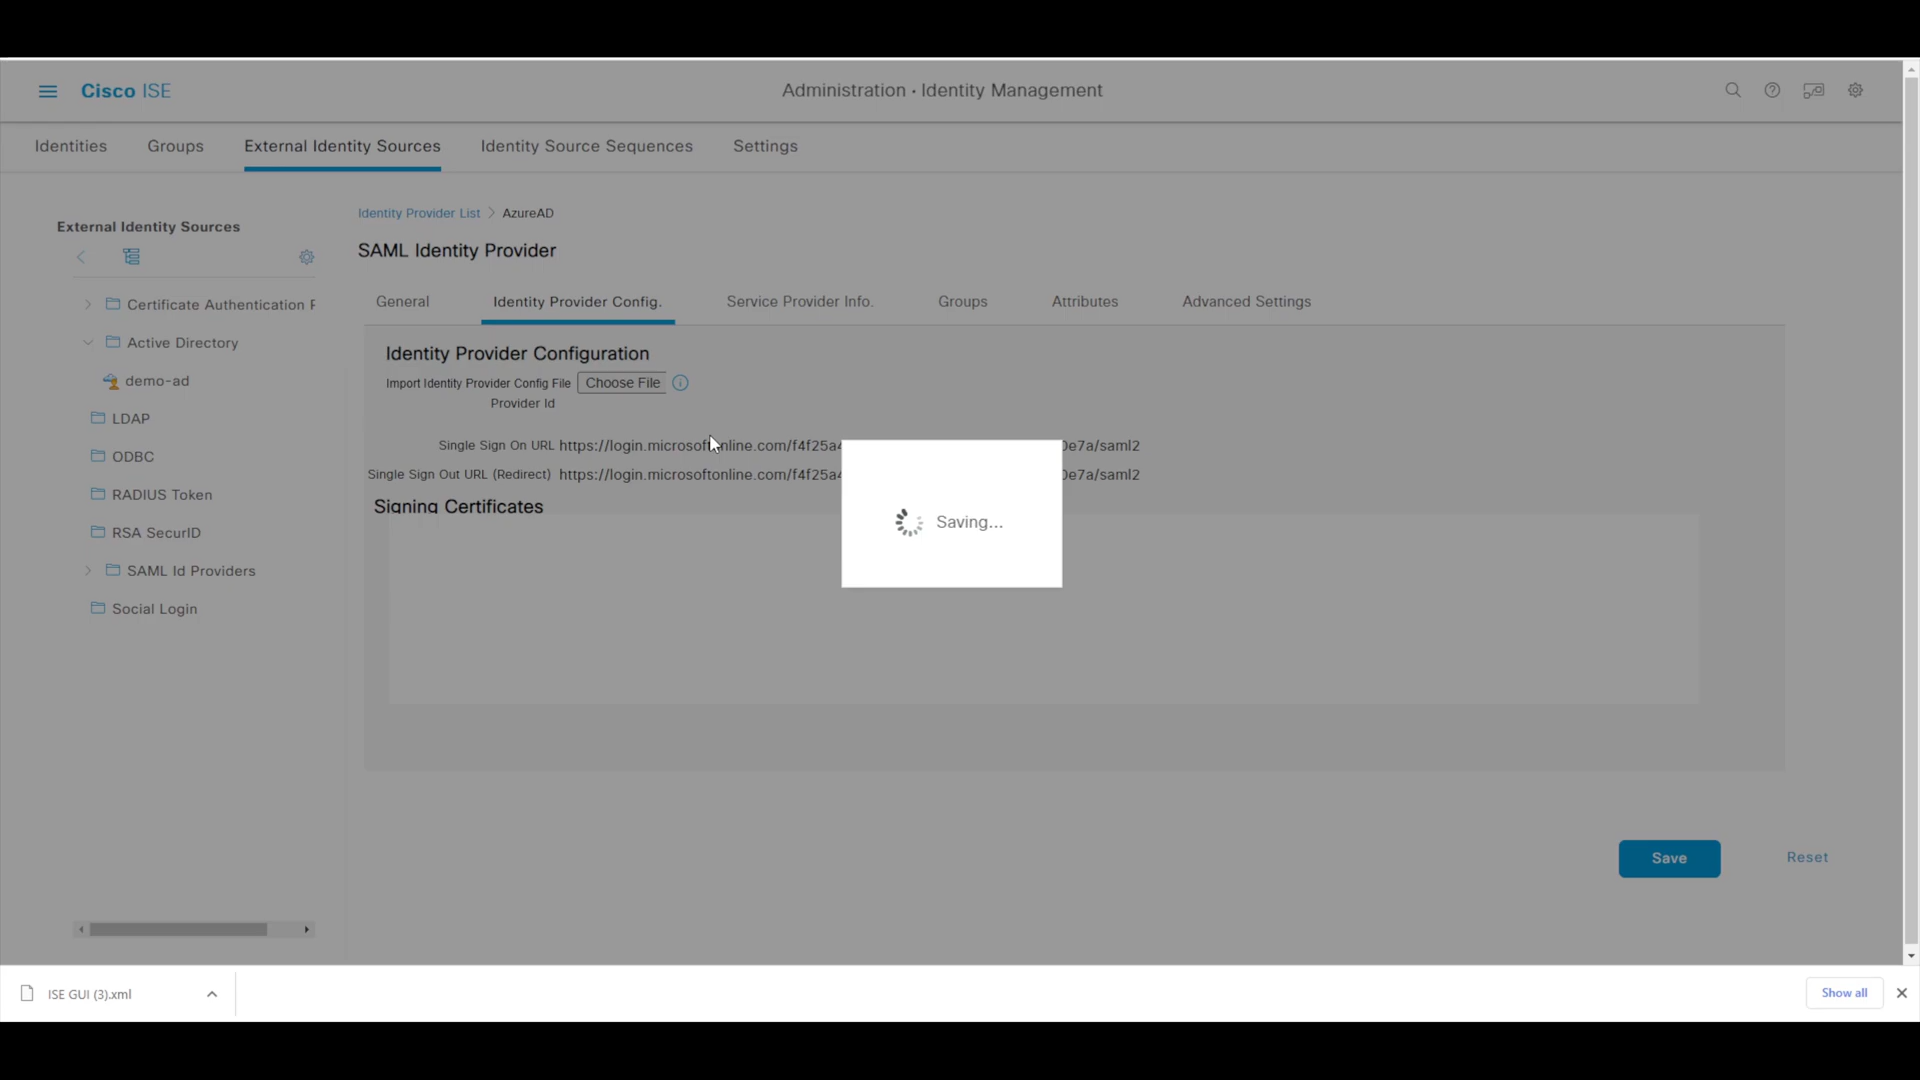 Cisco ISE
Administration · Identity Management
Identities
Groups
External Identity Sources
Identity Source Sequences
Settings
External Identity Sources
Certificate Authentication F
Active Directory
demo-ad
LDAP
ODBC
RADIUS Token
RSA SecurID
SAML Id Providers
Social Login
Identity Provider List > AzureAD
SAML Identity Provider
General
Identity Provider Config.
Service Provider Info.
Groups
Attributes
Advanced Settings
Identity Provider Configuration
Import Identity Provider Config File Choose File
Provider Id
Single Sign On URL https://login.microsoftonline.com/f4f25a4 0e7a/saml2
Single Sign Out URL (Redirect) https://login.microsoftonline.com/f4f25a4 0e7a/saml2
Signing Certificates
Saving...
Save
Reset
ISE GUI (3).xml
Show all